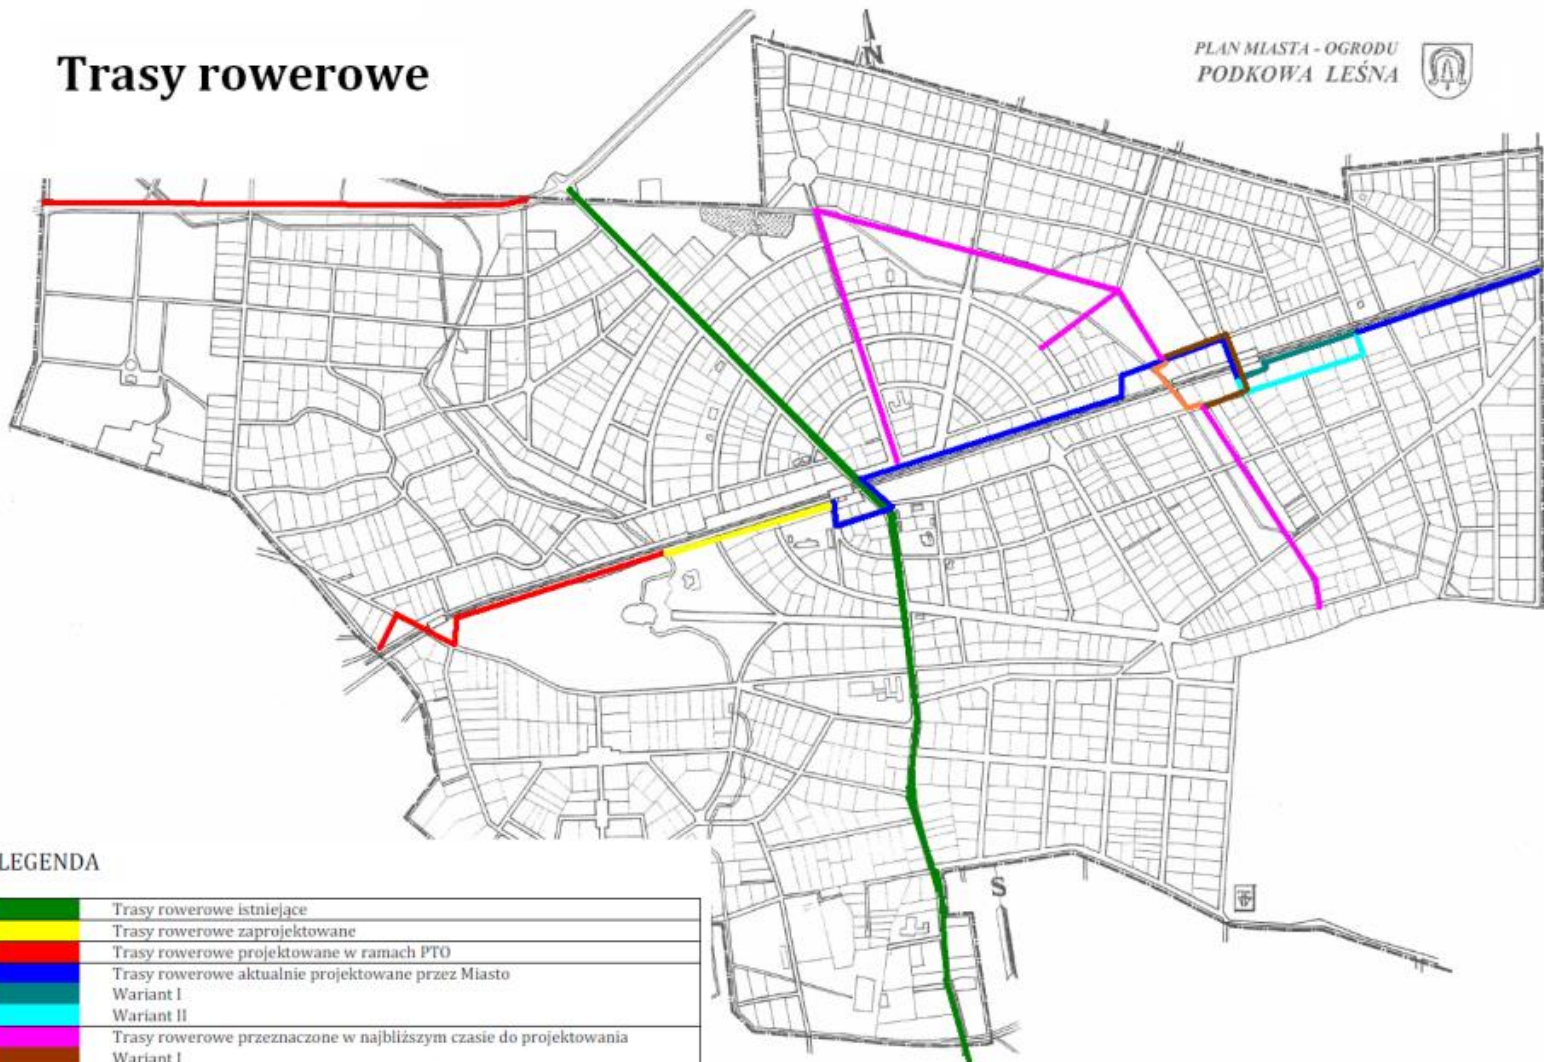 Trasy rowerowe
N
PLAN MIASTA - OGRODU
PODKOWA LEŚNA
S
LEGENDA
Trasy rowerowe istniejące
Trasy rowerowe zaprojektowane
Trasy rowerowe projektowane w ramach PTO
Trasy rowerowe aktualnie projektowane przez Miasto
Wariant I
Wariant II
Trasy rowerowe przeznaczone w najbliższym czasie do projektowania
Wariant I